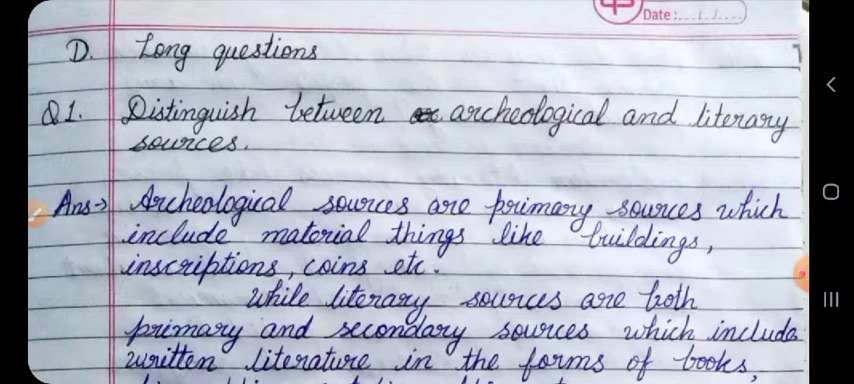 Date :.../.../....
D. Long questions
Q1. Distinguish between archeological and literary
sources.
Ans→ Archeological sources are primary sources which
include material things like buildings,
inscriptions, coins etc.
While literary sources are both
primary and secondary sources which include
written literature in the forms of books,